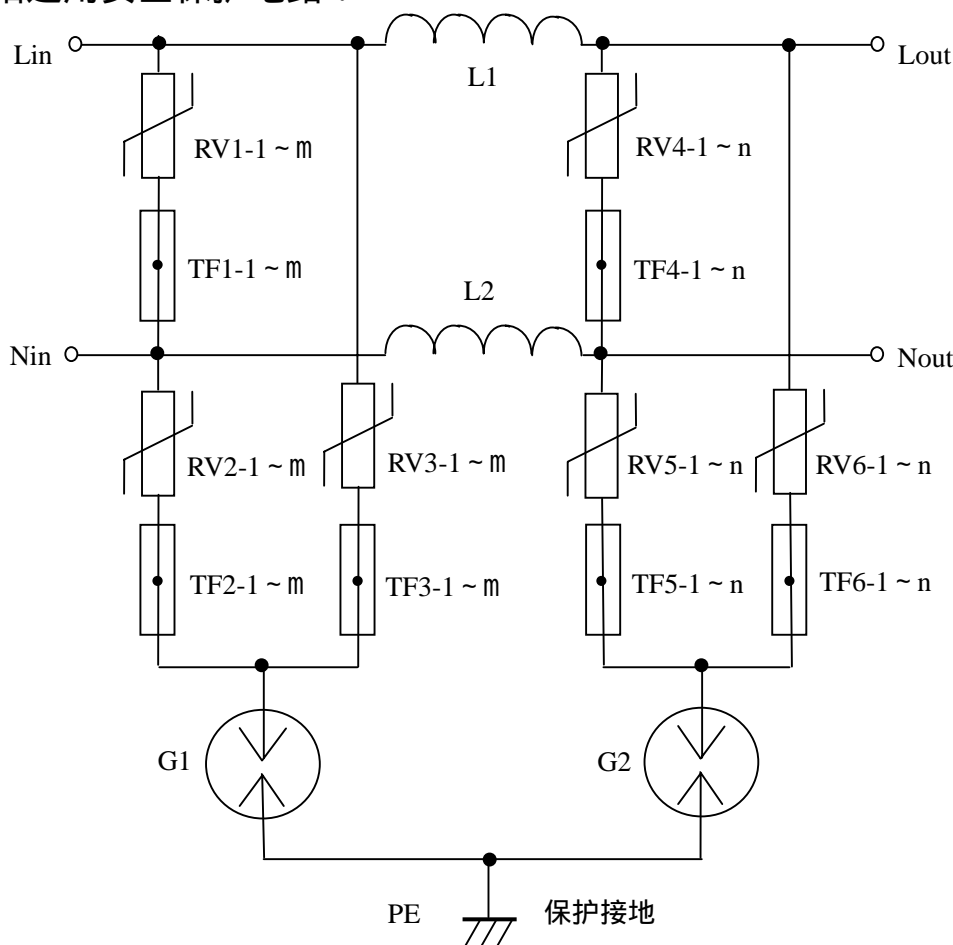 Lin
Lout
L1
RV1-1 ~ m
RV4-1 ~ n
TF1-1 ~ m
TF4-1 ~ n
L2
Nin
Nout
RV2-1 ~ m
RV3-1 ~ m
RV5-1 ~ n
RV6-1 ~ n
TF2-1 ~ m
TF3-1 ~ m
TF5-1 ~ n
TF6-1 ~ n
G1
G2
PE
保护接地